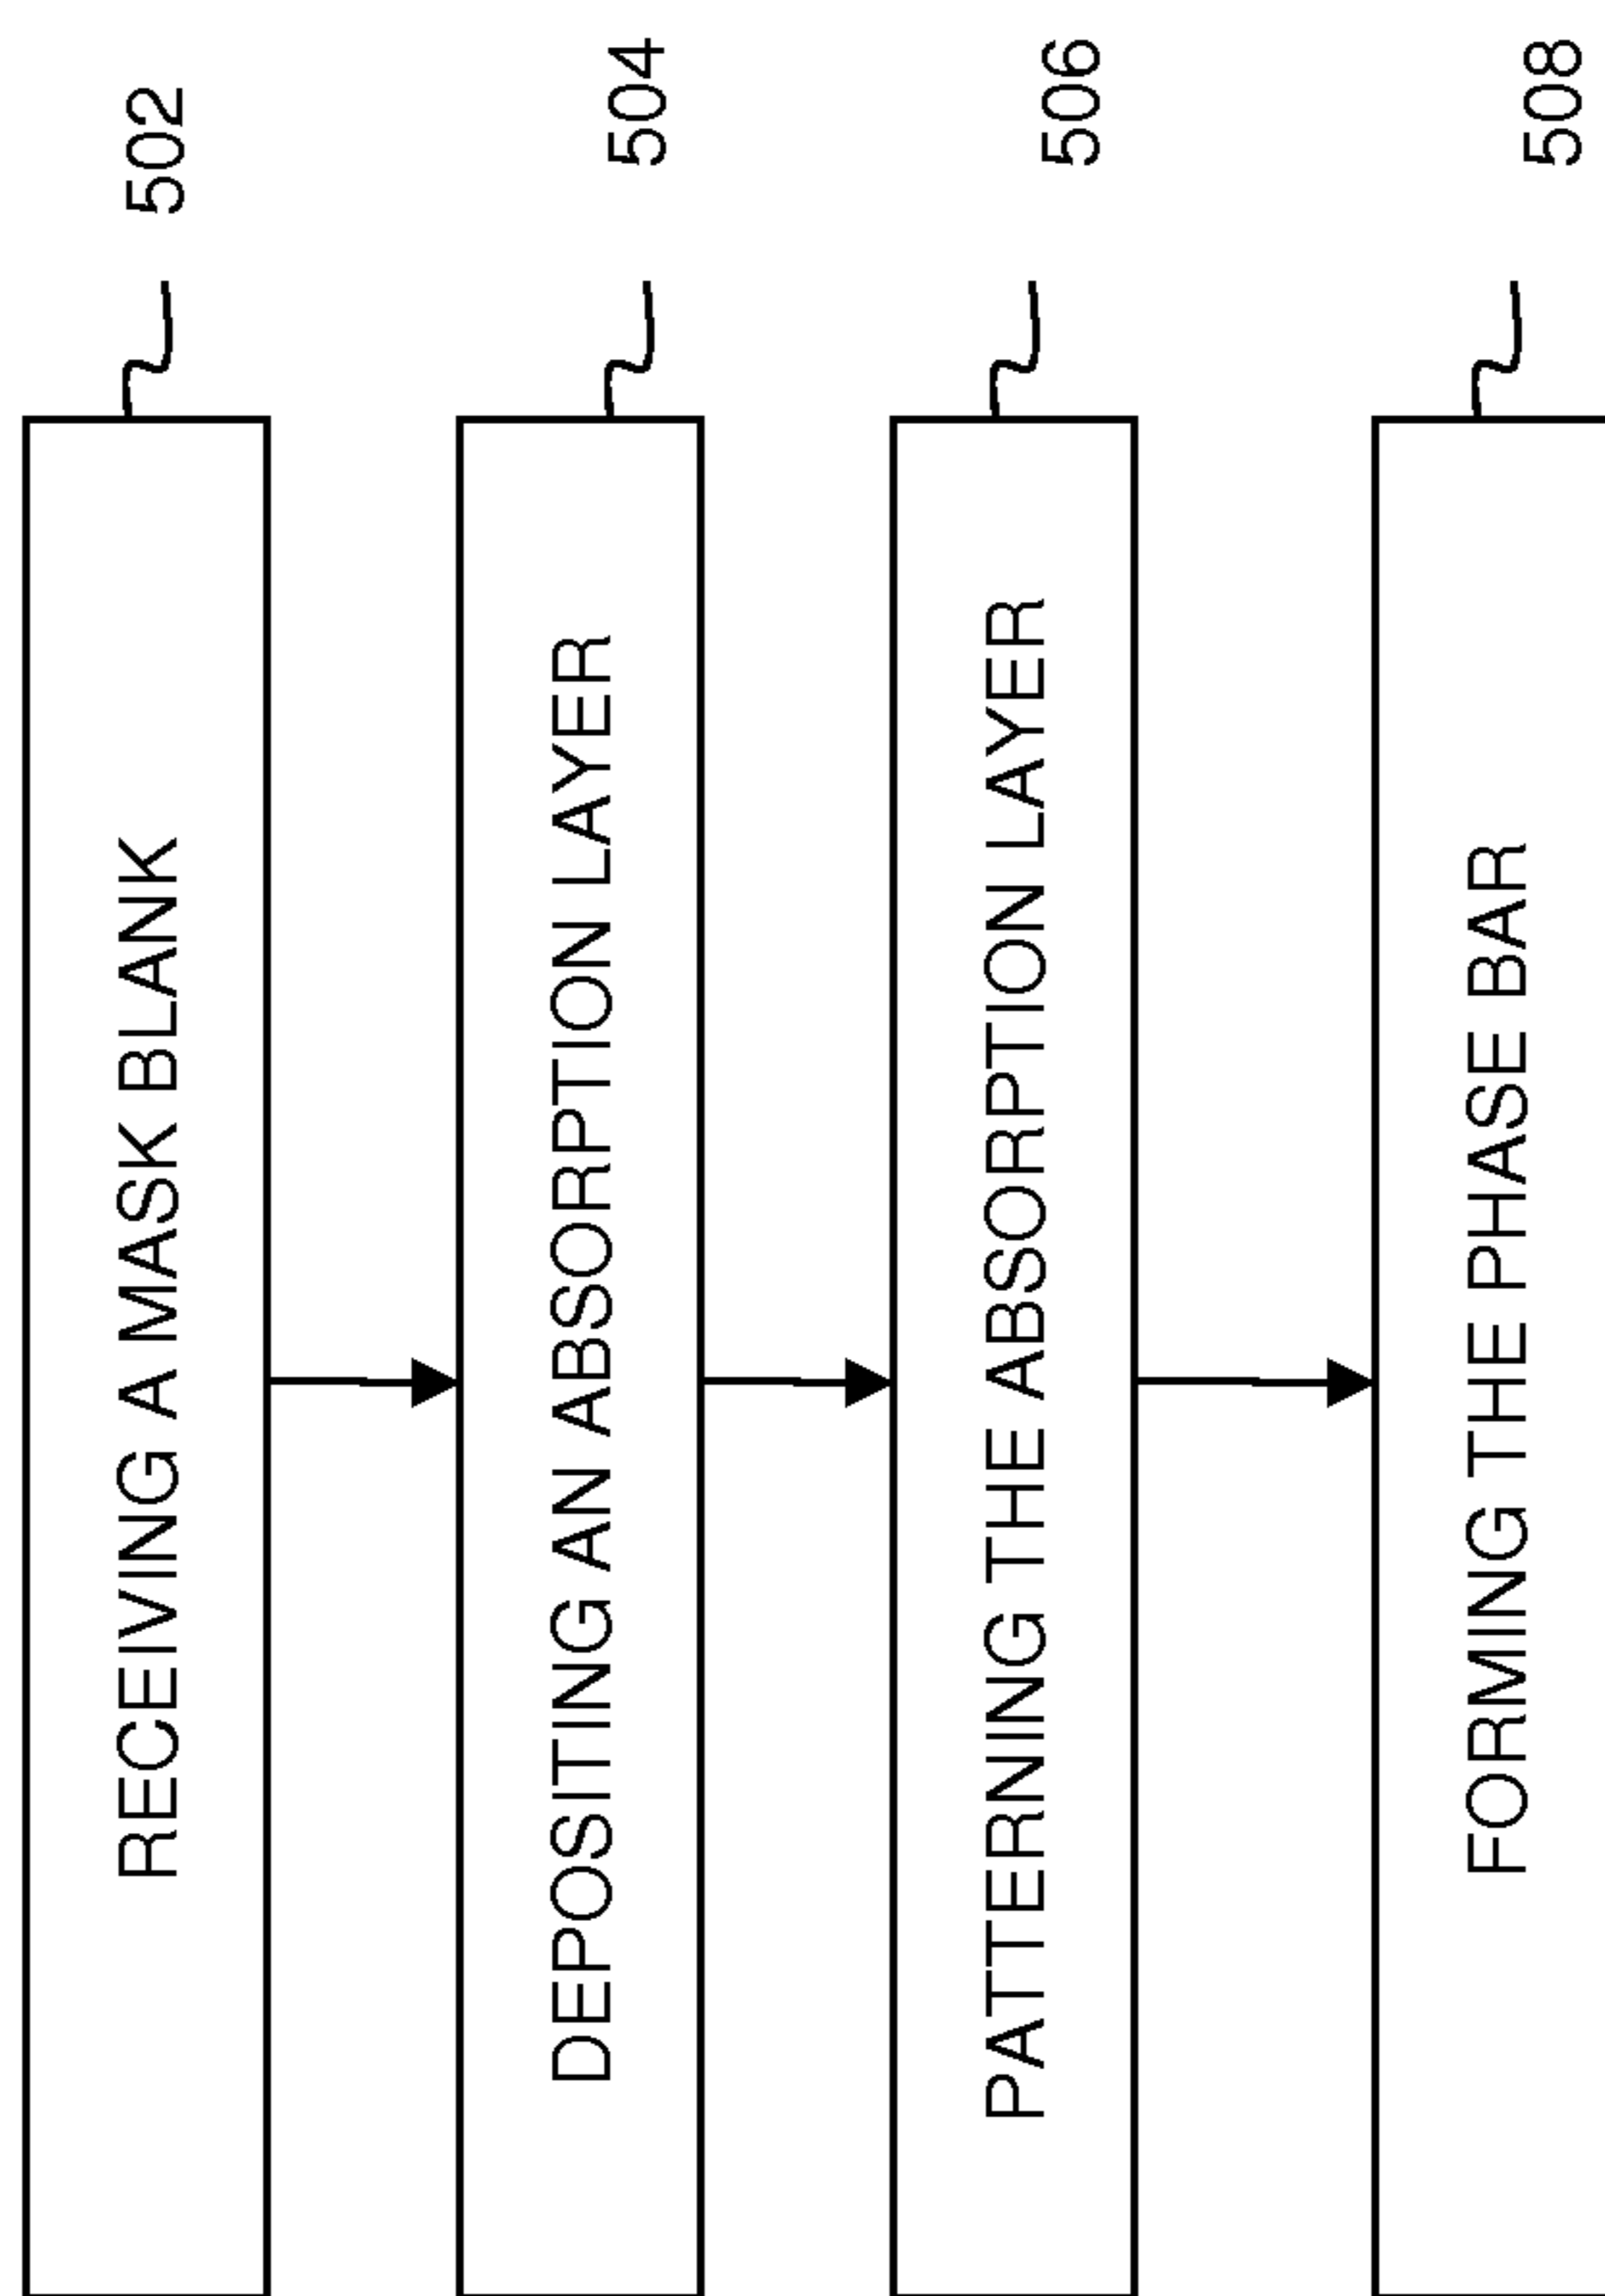 RECEIVING A MASK BLANK
502
DEPOSITING AN ABSORPTION LAYER
504
PATTERNING THE ABSORPTION LAYER
506
FORMING THE PHASE BAR
508